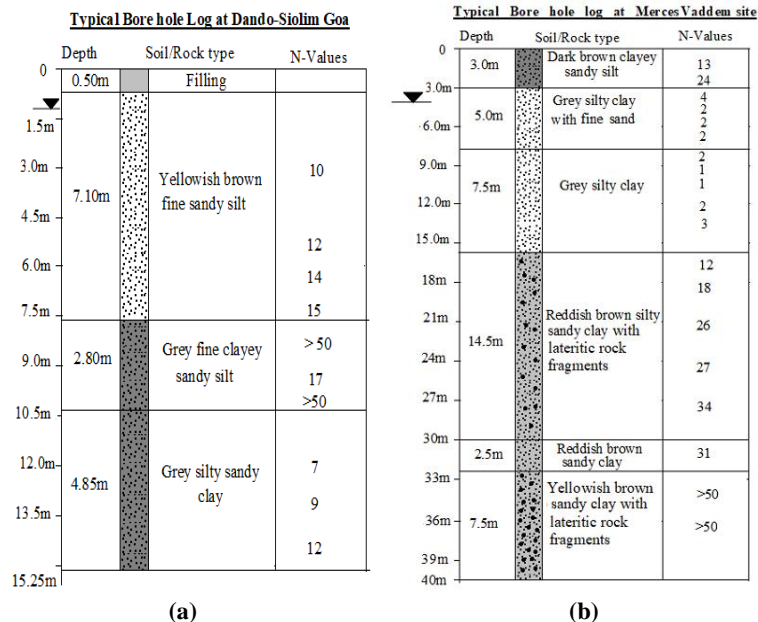 Typical Bore hole Log at Dando-Siolim Goa
Depth Soil/Rock type N-Values
0
0.50m Filling
1.5m
3.0m
10
7.10m Yellowish brown
fine sandy silt
4.5m
12
6.0m
14
7.5m
15
> 50
2.80m Grey fine clayey
sandy silt
9.0m
17
>50
10.5m
12.0m
7
4.85m Grey silty sandy
clay
9
13.5m
12
15.25m
(a)
Typical Bore hole log at MercesVaddem site
Depth Soil/Rock type N-Values
0
3.0m Dark brown clayey
sandy silt
13
24
3.0m
5.0m Grey silty clay
with fine sand
4
2
2
2
6.0m
9.0m
7.5m Grey silty clay
2
1
1
2
3
12.0m
15.0m
12
18m
18
21m
14.5m Reddish brown silty
sandy clay with
lateritic rock
fragments
26
24m
27
27m
34
30m
2.5m Reddish brown
sandy clay
31
33m
7.5m Yellowish brown
sandy clay with
lateritic rock
fragments
>50
36m
>50
39m
40m
(b)